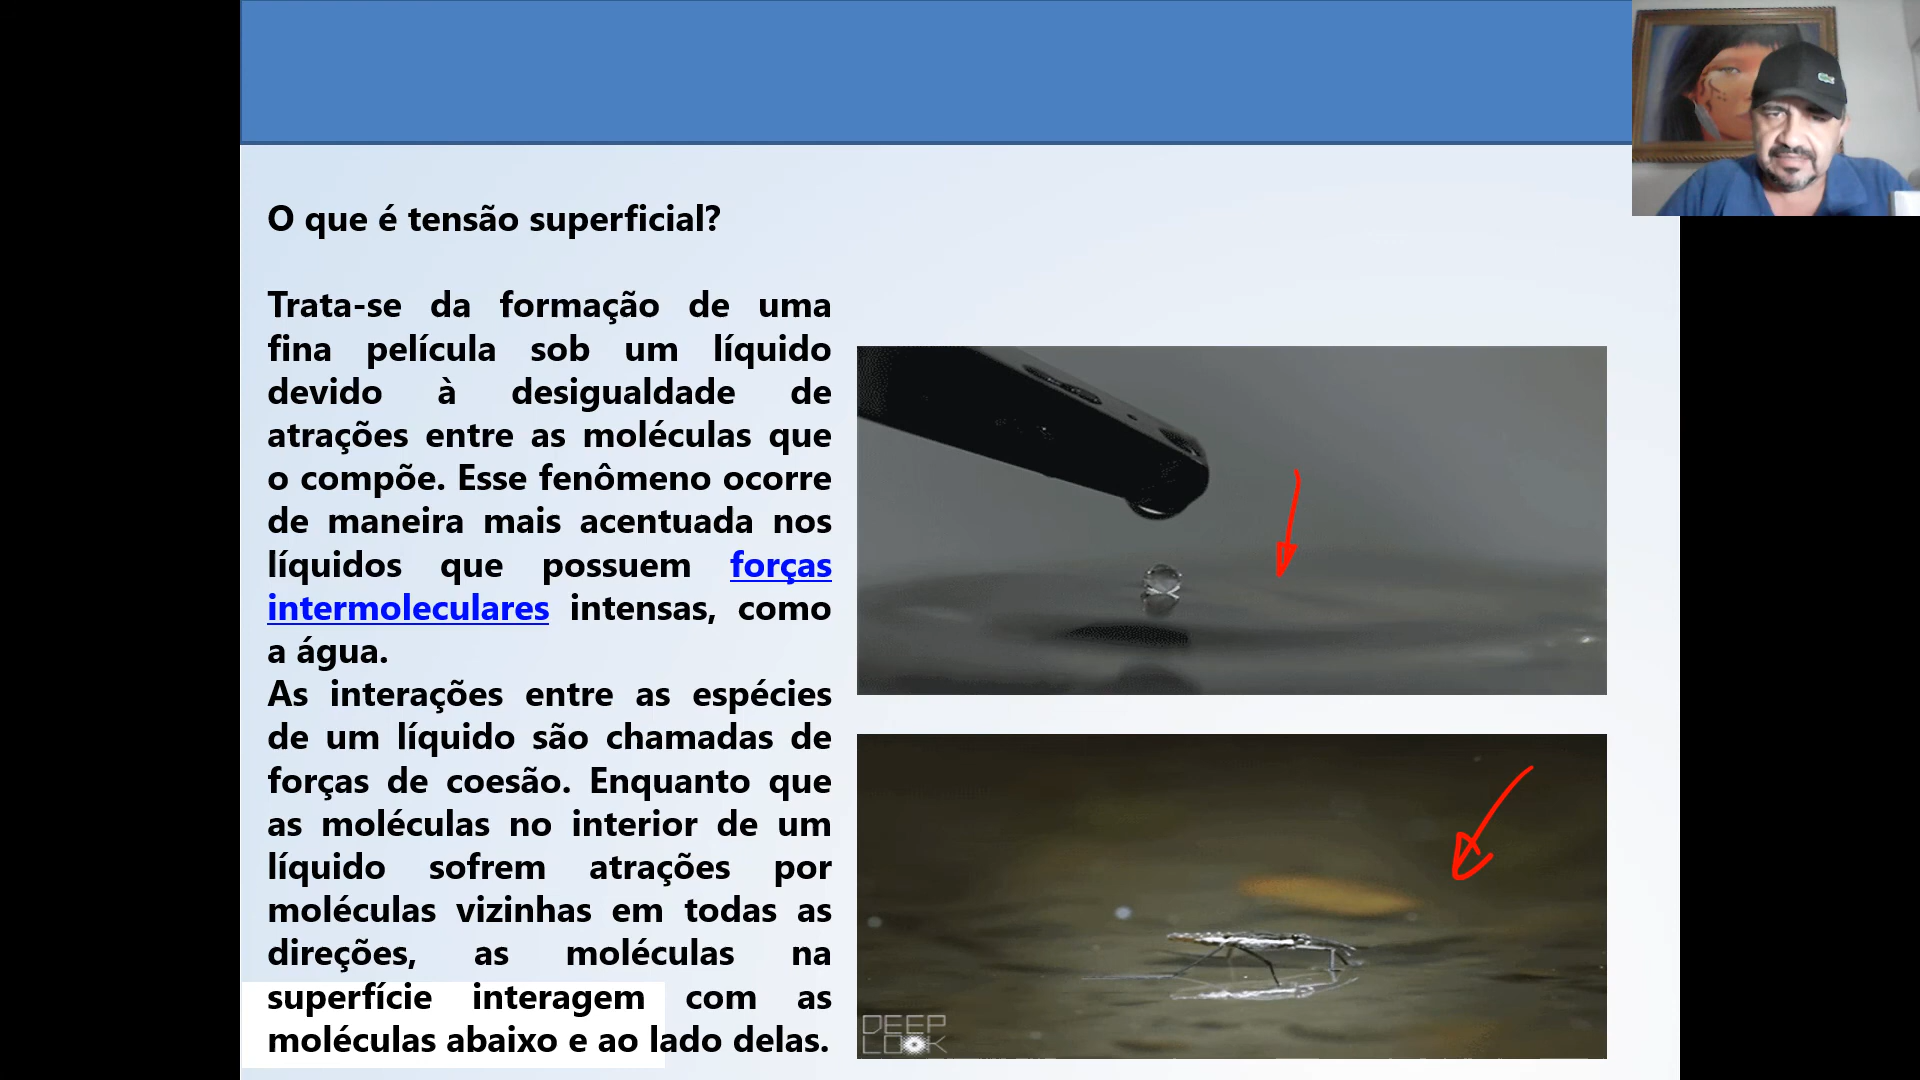 O que é tensão superficial?
Trata-se da formação de uma
fina película sob um líquido
devido à desigualdade de
atrações entre as moléculas que
o compõe. Esse fenômeno ocorre
de maneira mais acentuada nos
líquidos que possuem forças
intermoleculares intensas, como
a água.
As interações entre as espécies
de um líquido são chamadas de
forças de coesão. Enquanto que
as moléculas no interior de um
líquido sofrem atrações por
moléculas vizinhas em todas as
direções, as moléculas na
superfície interagem com as
moléculas abaixo e ao lado delas.
DEEP
LOOK